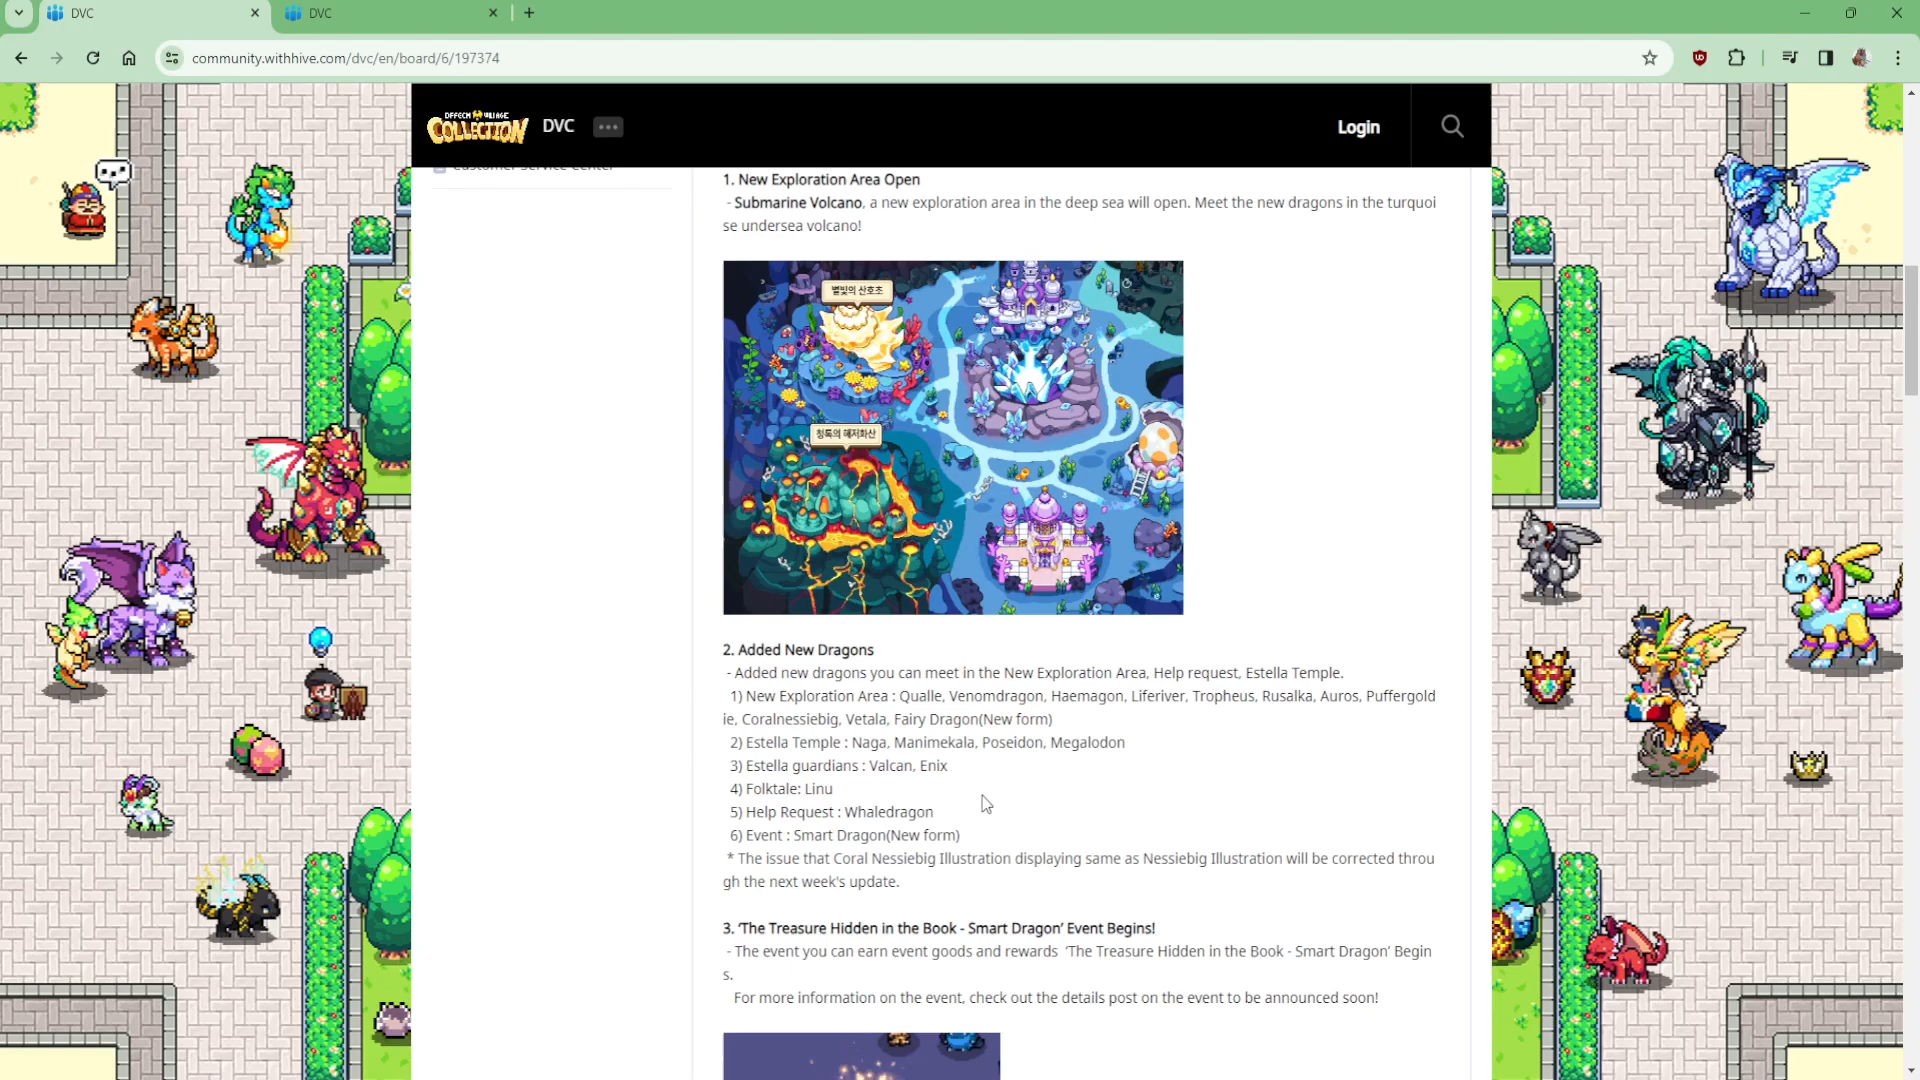 DVC
DVC
community.withhive.com/dvc/en/board/6/197374
COLLECTION
DVC
Login
Customer Service Center
1. New Exploration Area Open
- Submarine Volcano, a new exploration area in the deep sea will open. Meet the new dragons in the turquoi
se undersea volcano!
별빛의 산호초
청록의 해저화산
2. Added New Dragons
- Added new dragons you can meet in the New Exploration Area, Help request, Estella Temple.
1) New Exploration Area : Qualle, Venomdragon, Haemagon, Liferiver, Tropheus, Rusalka, Auros, Puffergold
ie, Coralnessiebig, Vetala, Fairy Dragon(New form)
2) Estella Temple : Naga, Manimekala, Poseidon, Megalodon
3) Estella guardians : Valcan, Enix
4) Folktale: Linu
5) Help Request : Whaledragon
6) Event : Smart Dragon(New form)
* The issue that Coral Nessiebig Illustration displaying same as Nessiebig Illustration will be corrected throu
gh the next week's update.
3. ‘The Treasure Hidden in the Book - Smart Dragon’ Event Begins!
- The event you can earn event goods and rewards ‘The Treasure Hidden in the Book - Smart Dragon’ Begin
s.
For more information on the event, check out the details post on the event to be announced soon!